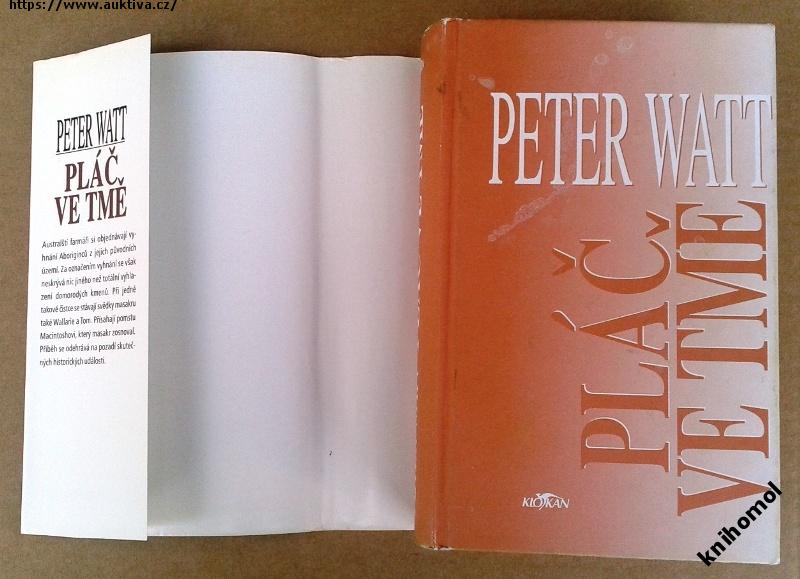 https://www.auktiva.cz/
PETER WATT
PLÁČ
VE TMĚ
Australští farmáři si objednávají vy-
hnání Aboriginců z jejich původních
území. Za označením vyhnání se však
neskrývá nic jiného než totální vyhla-
zení domorodých kmenů. Při jedné
takové čistce se stávají svědky masakru
také Wallarie a Tom. Přísahají pomstu
Macintoshovi, který masakr zosnoval.
Příběh se odehrává na pozadí skuteč-
ných historických událostí.
PETER WATT
PLÁČ
VE TMĚ
KLOKAN
knihomol